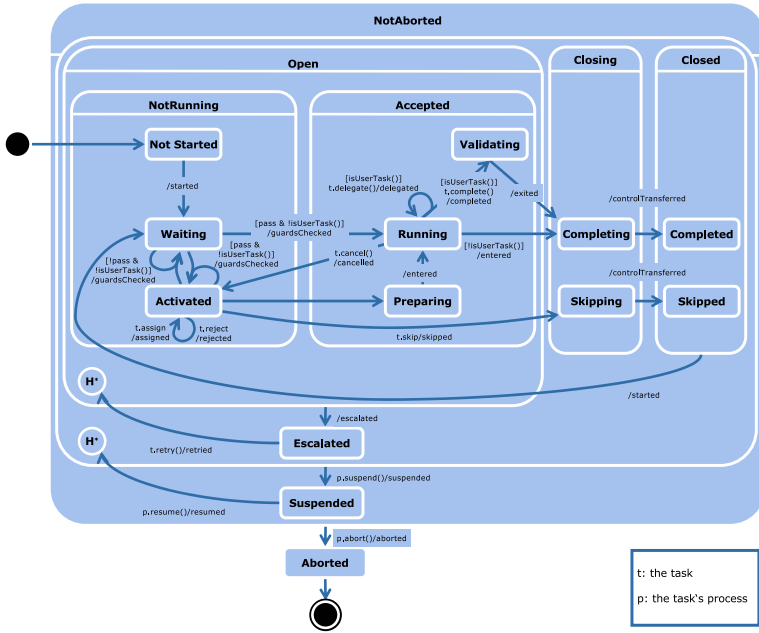 NotAborted
Open
Closing
Closed
NotRunning
Accepted
Not Started
Validating
/started
[isUserTask()]
t.delegate()/delegated
[isUserTask()]
t.complete()
/completed
/exited
/controlTransferred
Waiting
[pass & !isUserTask()]
/guardsChecked
Running
[!isUserTask()]
/entered
Completing
Completed
[!pass &
!isUserTask()]
/guardsChecked
[pass &
!isUserTask()]
/guardsChecked
t.cancel()
/cancelled
/entered
/controlTransferred
Activated
Preparing
Skipping
Skipped
t.assign
/assigned
t.reject
/rejected
t.skip/skipped
H*
/started
/escalated
H*
Escalated
t.retry()/retried
p.suspend()/suspended
Suspended
p.resume()/resumed
p.abort()/aborted
Aborted
t: the task
p: the task's process